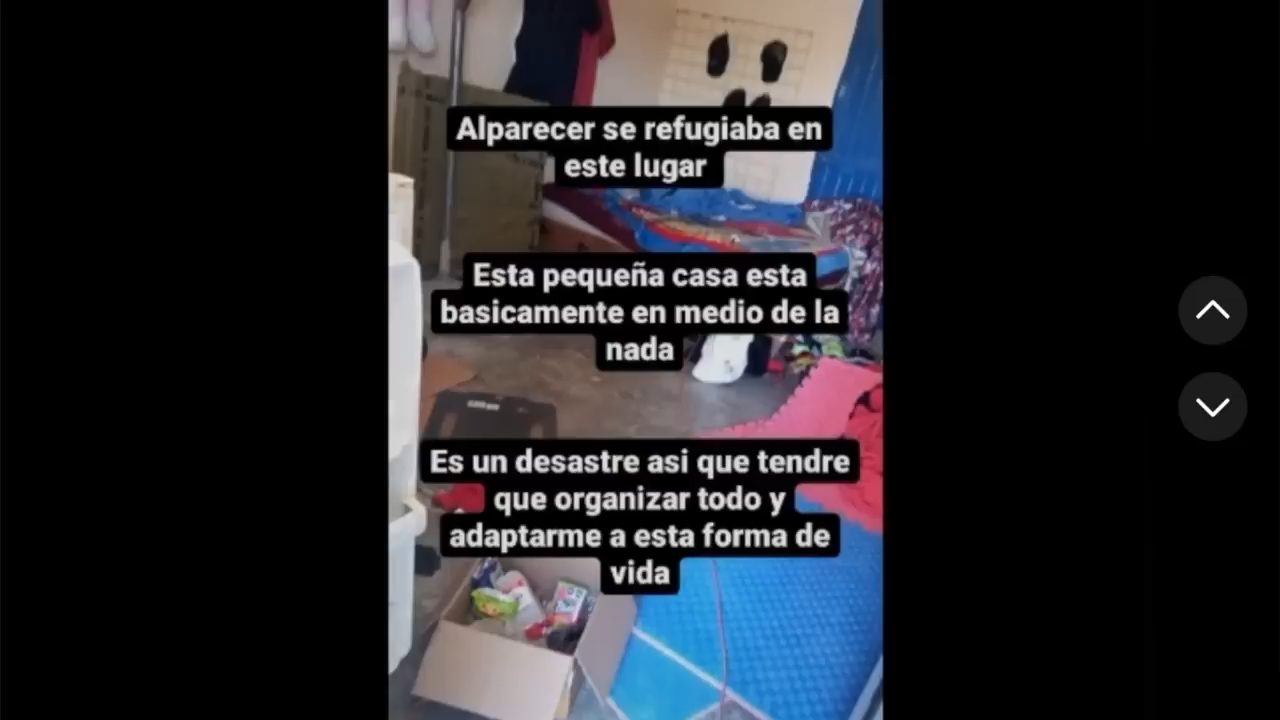 Alparecer se refugiaba en
este lugar
Esta pequeña casa esta
basicamente en medio de la
nada
Es un desastre asi que tendre
que organizar todo y
adaptarme a esta forma de
vida